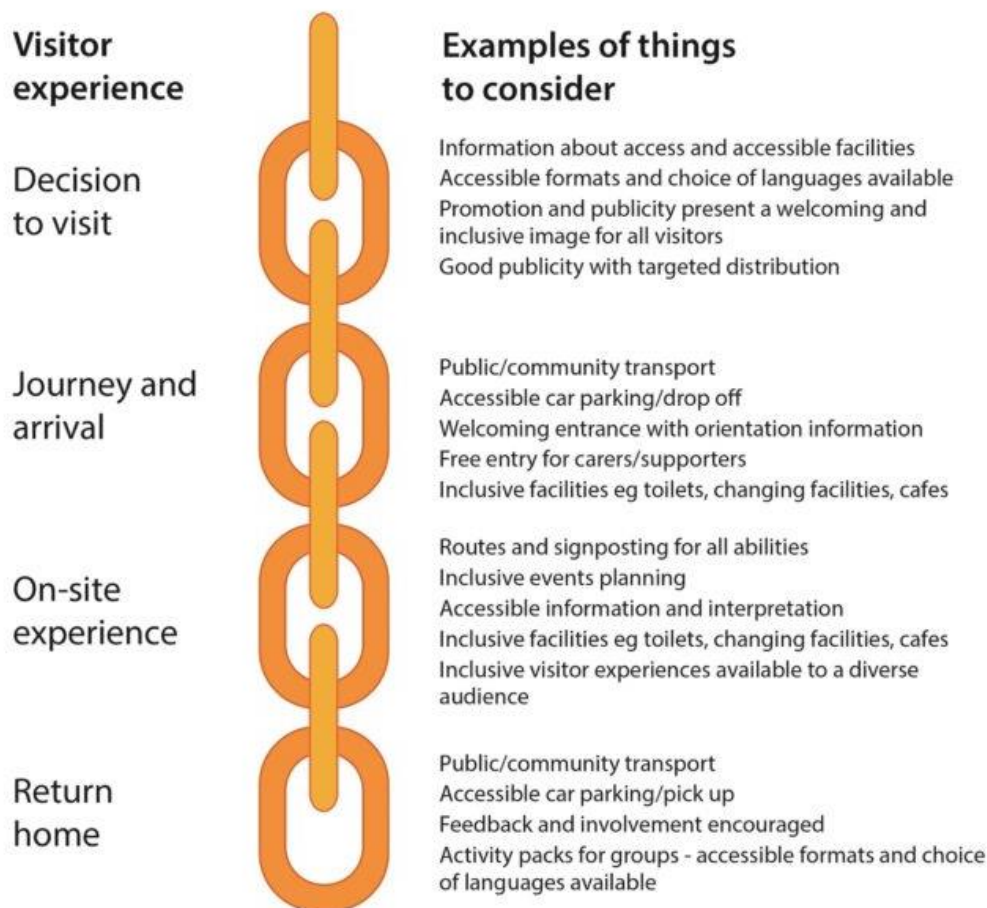 Visitor
experience
Examples of things
to consider
Decision
to visit
Information about access and accessible facilities
Accessible formats and choice of languages available
Promotion and publicity present a welcoming and
inclusive image for all visitors
Good publicity with targeted distribution
Journey and
arrival
Public/community transport
Accessible car parking/drop off
Welcoming entrance with orientation information
Free entry for carers/supporters
Inclusive facilities eg toilets, changing facilities, cafes
On-site
experience
Routes and signposting for all abilities
Inclusive events planning
Accessible information and interpretation
Inclusive facilities eg toilets, changing facilities, cafes
Inclusive visitor experiences available to a diverse
audience
Return
home
Public/community transport
Accessible car parking/pick up
Feedback and involvement encouraged
Activity packs for groups - accessible formats and choice
of languages available